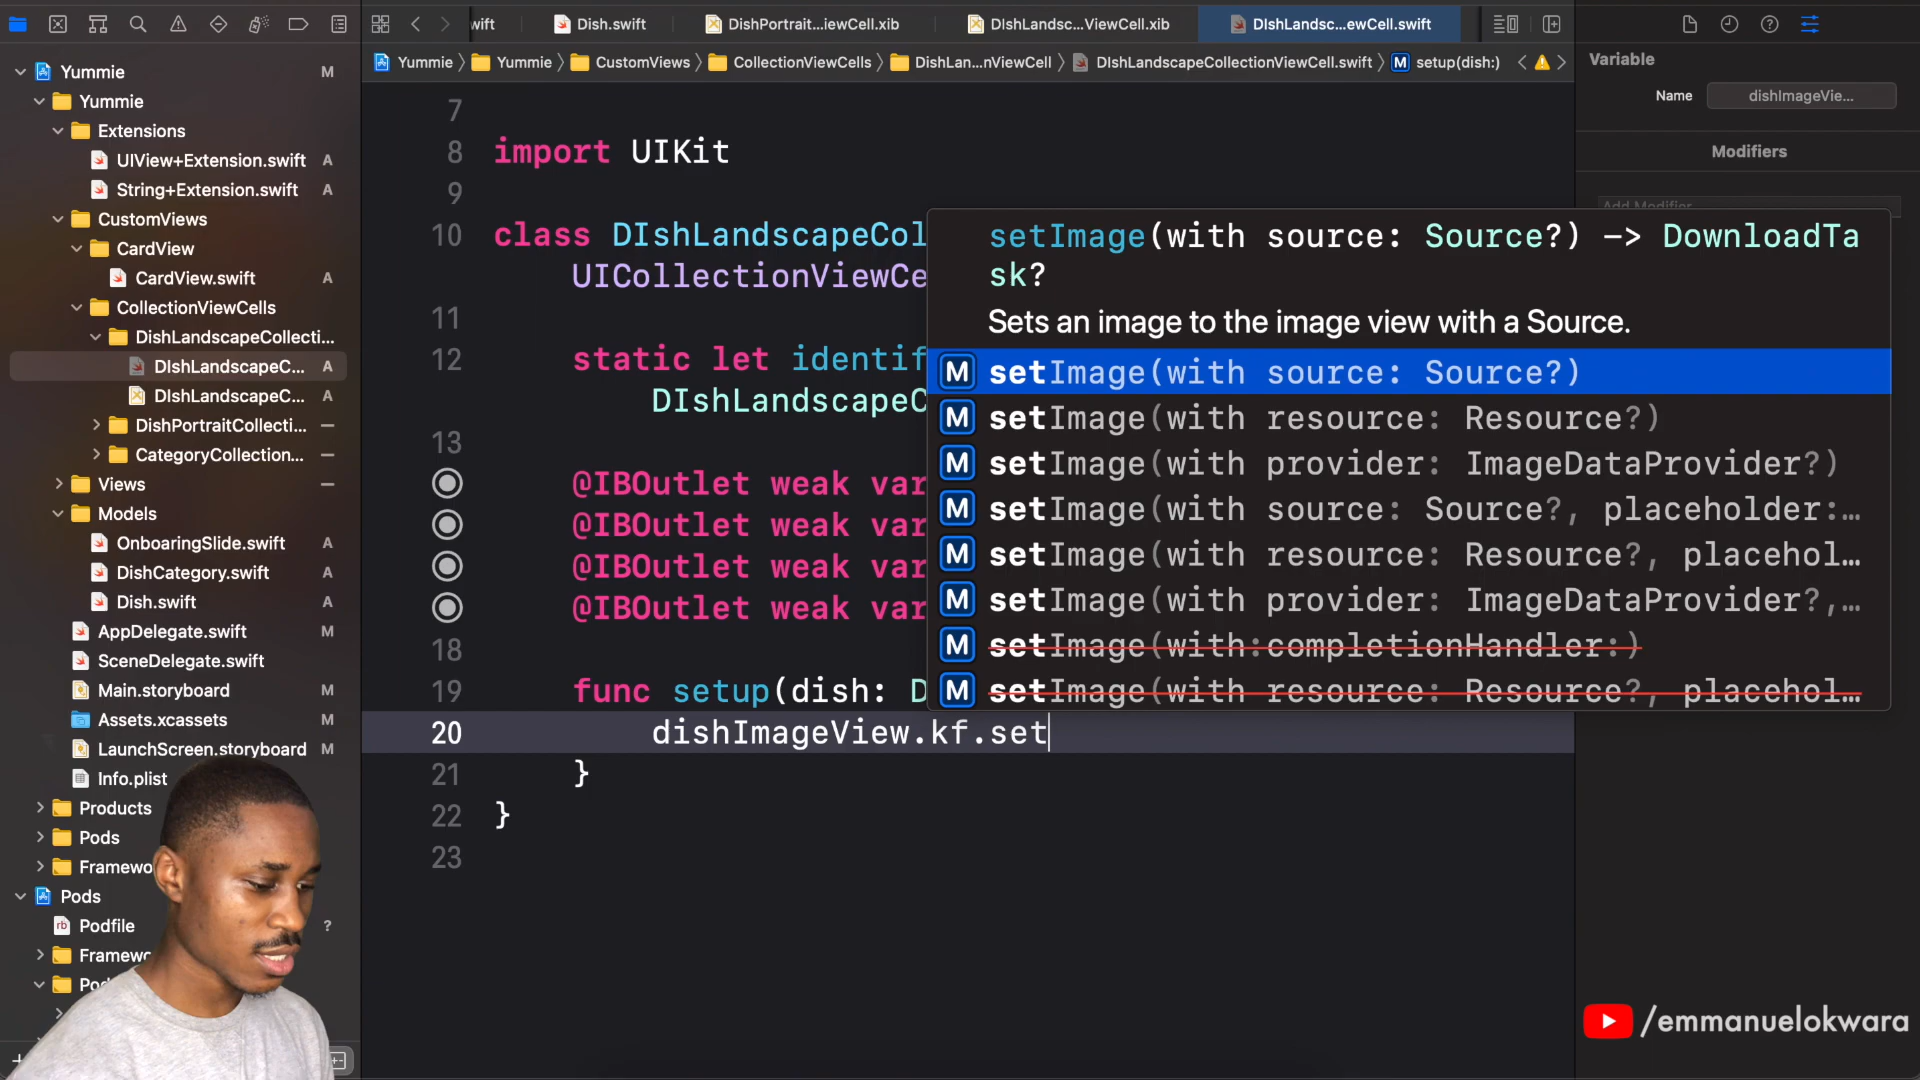 wift
Dish.swift
DishPortrait...iewCell.xib
DIshLandsc...ViewCell.xib
DIshLandsc...ewCell.swift
Yummie
Yummie
CustomViews
CollectionViewCells
DishLan...nViewCell
DIshLandscapeCollectionViewCell.swift
M
setup(dish:)
Variable
Name
dishImageVie...
Modifiers
Yummie M
Yummie
Extensions
UIView+Extension.swift A
String+Extension.swift A
CustomViews
CardView
CardView.swift A
CollectionViewCells
DishLandscapeCollecti...
DIshLandscapeC... A
DIshLandscapeC... A
DishPortraitCollecti...
CategoryCollection...
Views
Models
OnboaringSlide.swift A
DishCategory.swift A
Dish.swift A
AppDelegate.swift M
SceneDelegate.swift
Main.storyboard M
Assets.xcassets M
LaunchScreen.storyboard M
Info.plist
Products
Pods
Framewo
Pods
rb Podfile ?
Framewo
Po
7
8 import UIKit
9
10 class DIshLandscapeCol
UICollectionViewCe
11
12 static let identif
DIshLandscapeC
13
@IBOutlet weak var
@IBOutlet weak var
@IBOutlet weak var
@IBOutlet weak var
18
19 func setup(dish: D
20 dishImageView.kf.set
21 }
22 }
23
Add Modifier
setImage(with source: Source?) -> DownloadTa
sk?
Sets an image to the image view with a Source.
M setImage(with source: Source?)
M setImage(with resource: Resource?)
M setImage(with provider: ImageDataProvider?)
M setImage(with source: Source?, placeholder:...
M setImage(with resource: Resource?, placehol...
M setImage(with provider: ImageDataProvider?,...
M setImage(with:completionHandler:)
M setImage(with resource: Resource?, placehol...
/emmanuelokwara